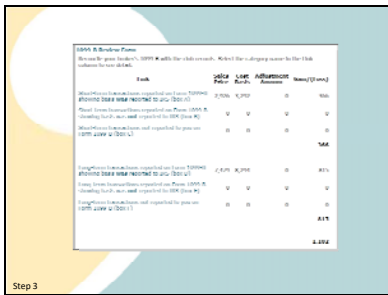 1099-B Review Form
Reconcile your broker's 1099-B with the club records. Select the category name in the Link
column to see detail.
Link Sales Price Cost Basis Adjustment Amount Gain/(Loss)
Short-term transactions reported on Form 1099-B
showing basis was reported to IRS (box A) 0
Short-term transactions reported on Form 1099-B
showing basis was not reported to IRS (box B) 0 0 0 0
Short-term transactions not reported to you on
Form 1099-B (box C) 0 0 0 0
Long-term transactions reported on Form 1099-B
showing basis was reported to IRS (box D) 0
Long-term transactions reported on Form 1099-B
showing basis was not reported to IRS (box E) 0 0 0 0
Long-term transactions not reported to you on
Form 1099-B (box F) 0 0 0 0
Step 3